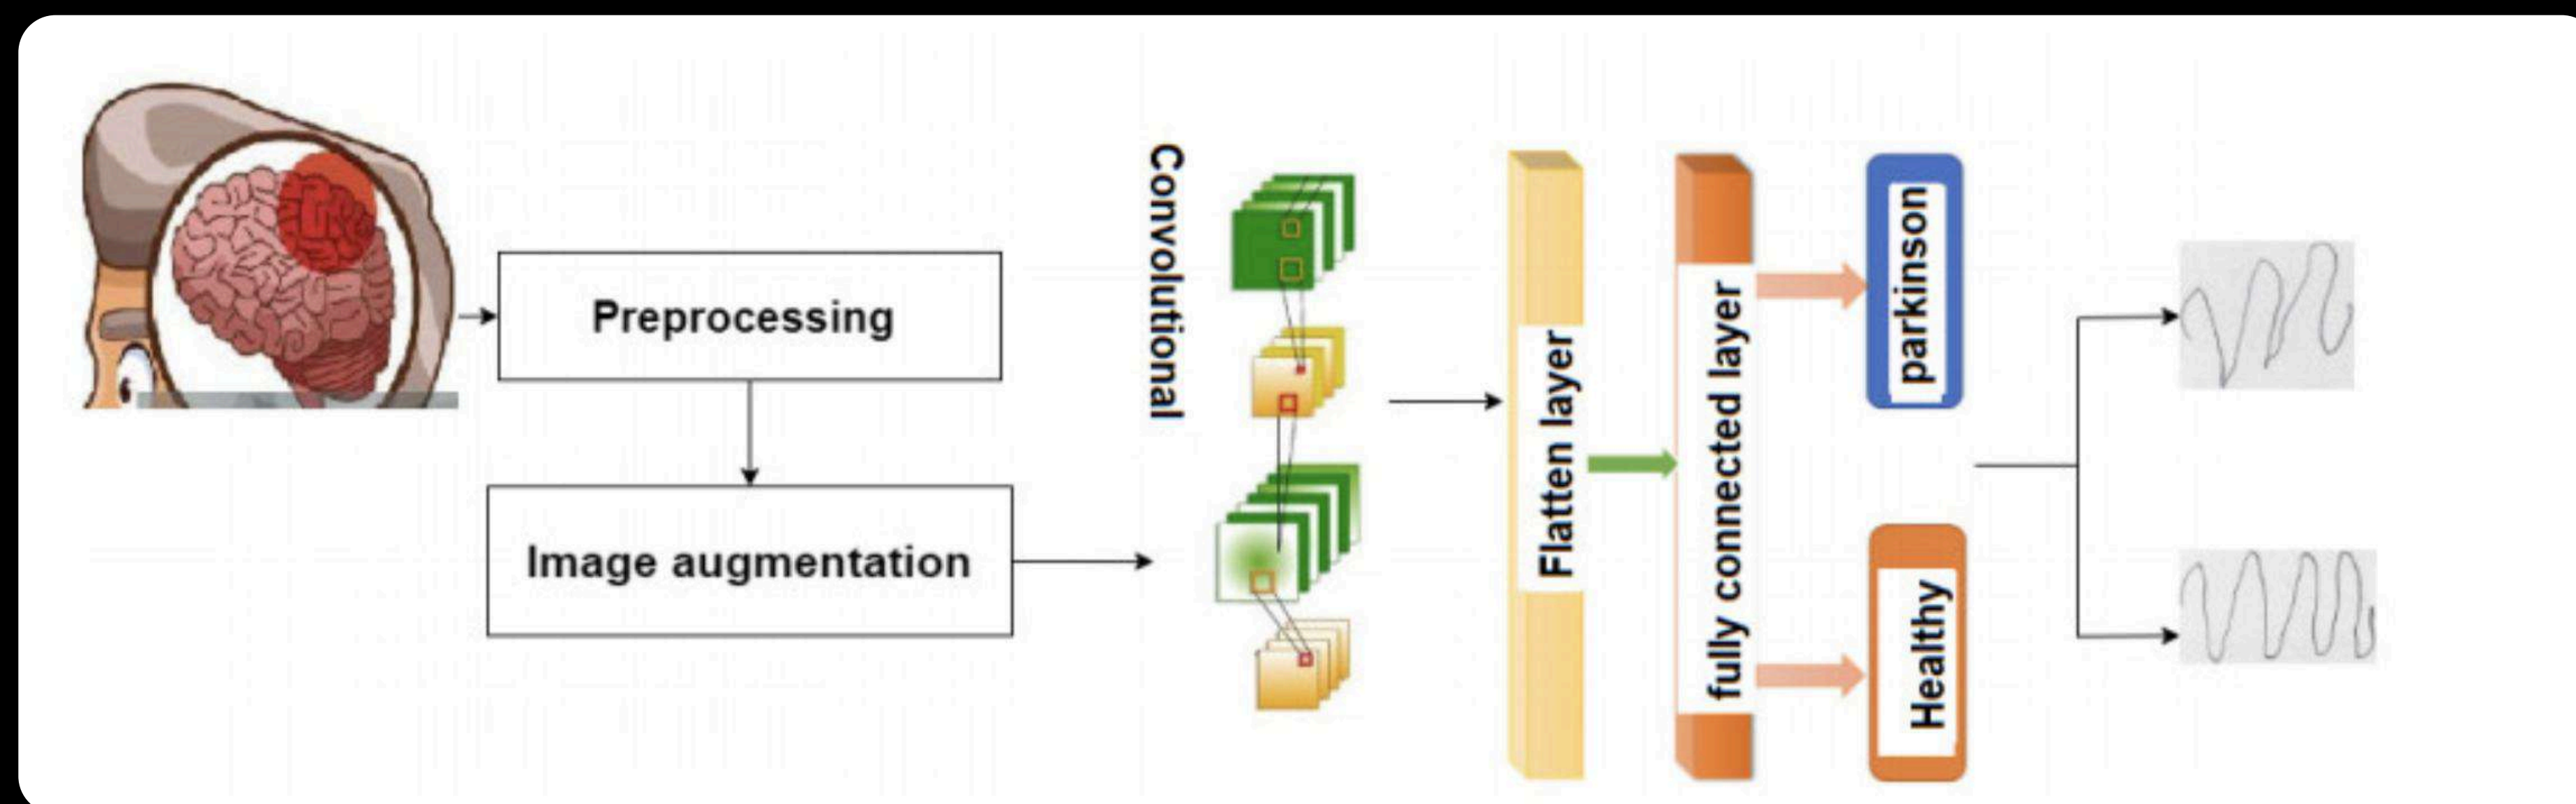 Preprocessing
Image augmentation
Convolutional
Flatten layer
fully connected layer
parkinson
Healthy